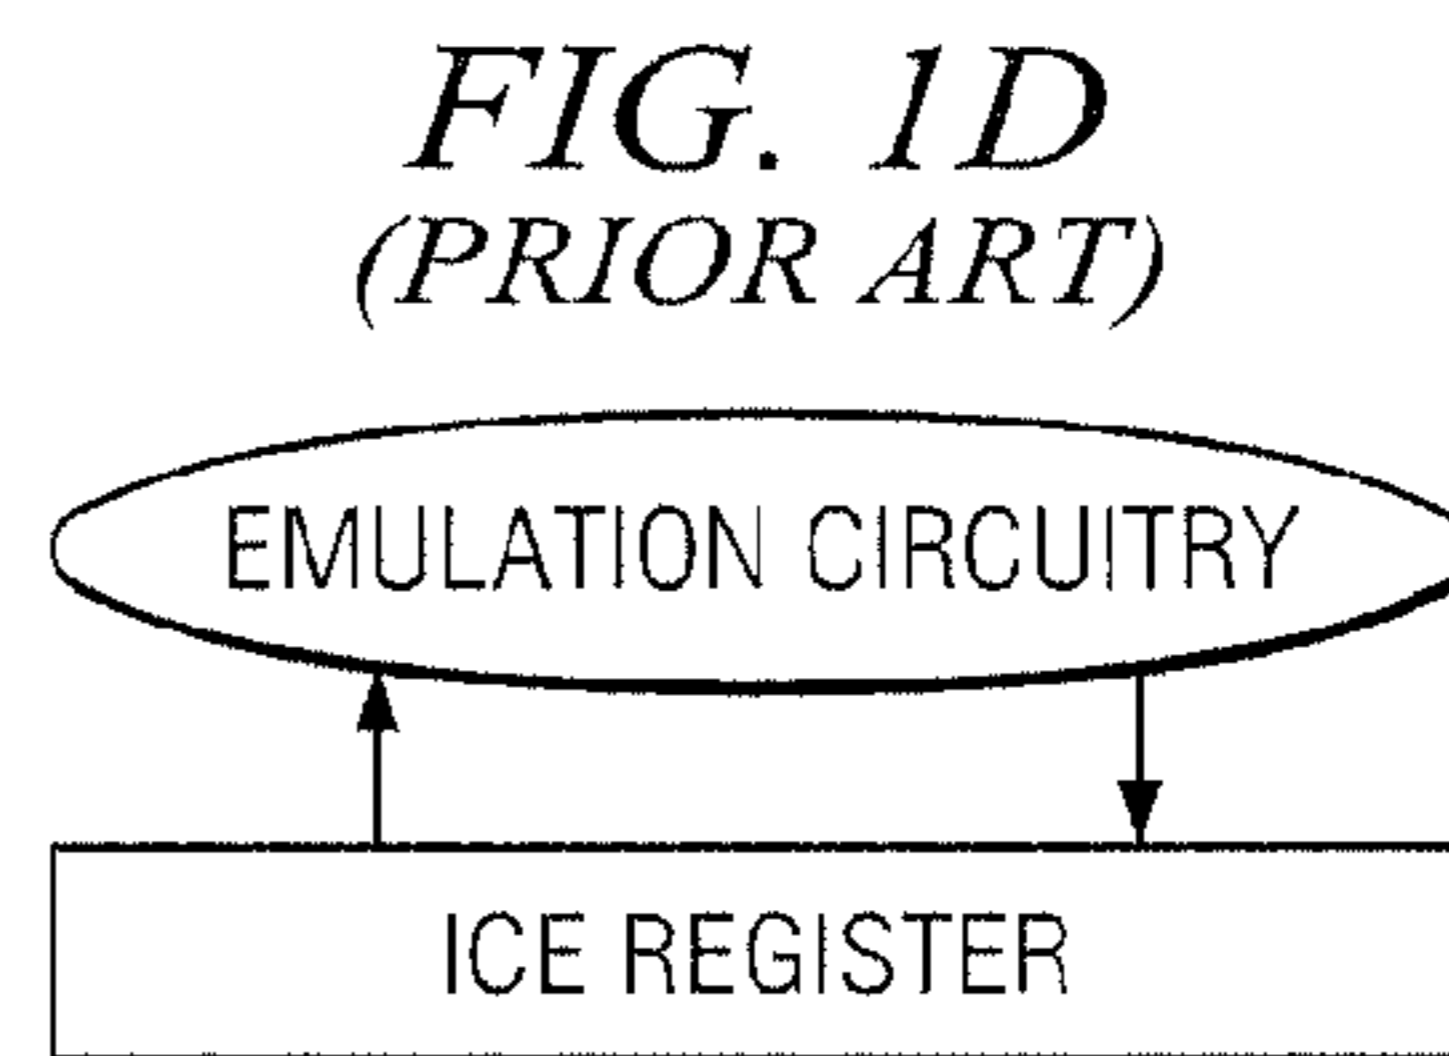 FIG. 1D
(PRIOR ART)
EMULATION CIRCUITRY
ICE REGISTER